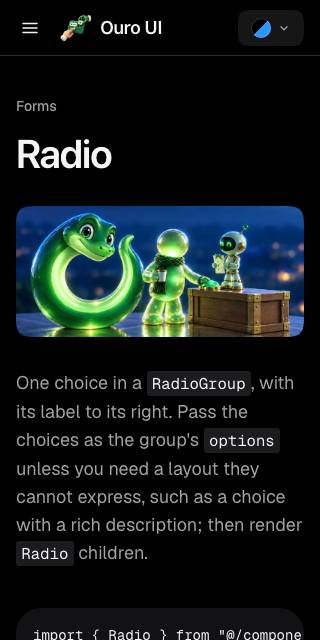 Ouro UI
Forms
Radio
One choice in a RadioGroup, with
its label to its right. Pass the
choices as the group's options
unless you need a layout they
cannot express, such as a choice
with a rich description; then render
Radio children.
import { Radio } from "@/compone